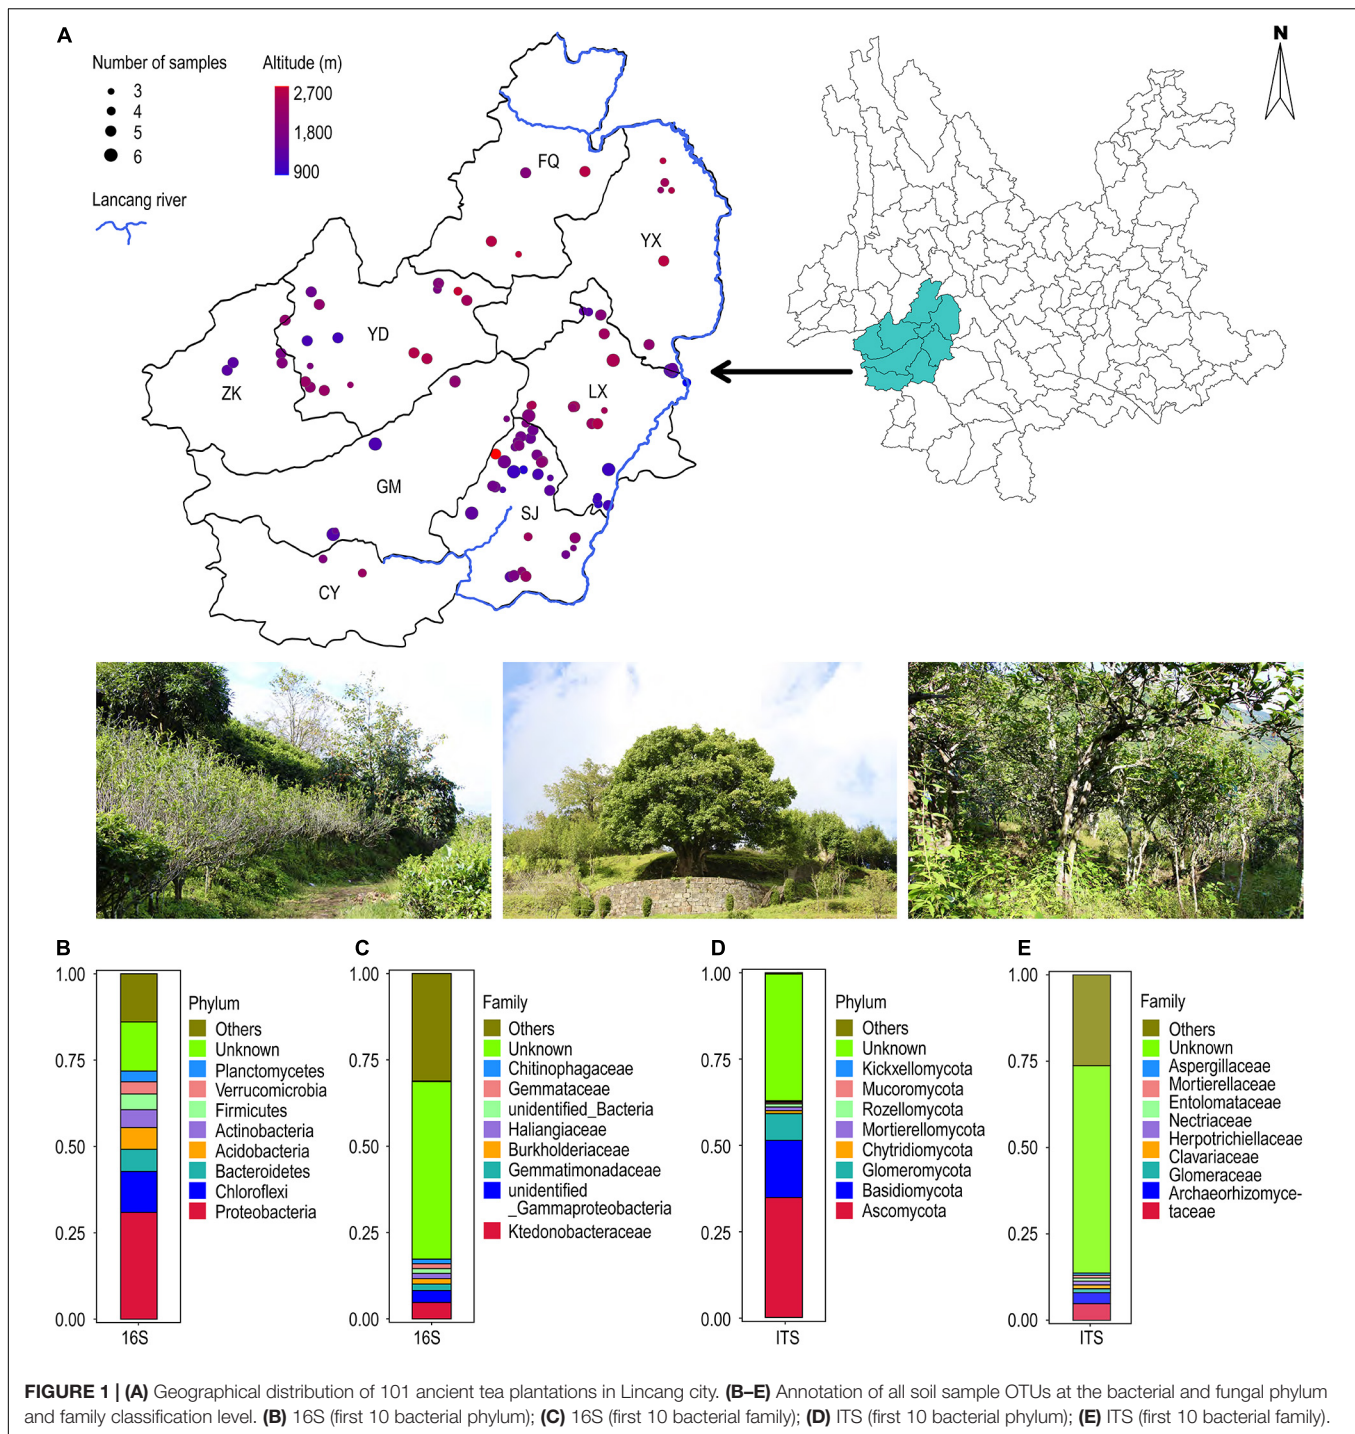 A
Number of samples
3
4
5
6
Lancang river
Altitude (m)
2,700
1,800
900
FQ
YX
YD
ZK
LX
GM
SJ
CY
N
B
1.00
0.75
0.50
0.25
0.00
16S
Phylum
Others
Unknown
Planctomycetes
Verrucomicrobia
Firmicutes
Actinobacteria
Acidobacteria
Bacteroidetes
Chloroflexi
Proteobacteria
C
1.00
0.75
0.50
0.25
0.00
16S
Family
Others
Unknown
Chitinophagaceae
Gemmataceae
unidentified_Bacteria
Haliangiaceae
Burkholderiaceae
Gemmatimonadaceae
unidentified
_Gammaproteobacteria
Ktedonobacteraceae
D
1.00
0.75
0.50
0.25
0.00
ITS
Phylum
Others
Unknown
Kickxellomycota
Mucoromycota
Rozellomycota
Mortierellomycota
Chytridiomycota
Glomeromycota
Basidiomycota
Ascomycota
E
1.00
0.75
0.50
0.25
0.00
ITS
Family
Others
Unknown
Aspergillaceae
Mortierellaceae
Entolomataceae
Nectriaceae
Herpotrichiellaceae
Clavariaceae
Glomeraceae
Archaeorhizomyce-
taceae
FIGURE 1 | (A) Geographical distribution of 101 ancient tea plantations in Lincang city. (B–E) Annotation of all soil sample OTUs at the bacterial and fungal phylum
and family classification level. (B) 16S (first 10 bacterial phylum); (C) 16S (first 10 bacterial family); (D) ITS (first 10 bacterial phylum); (E) ITS (first 10 bacterial family).